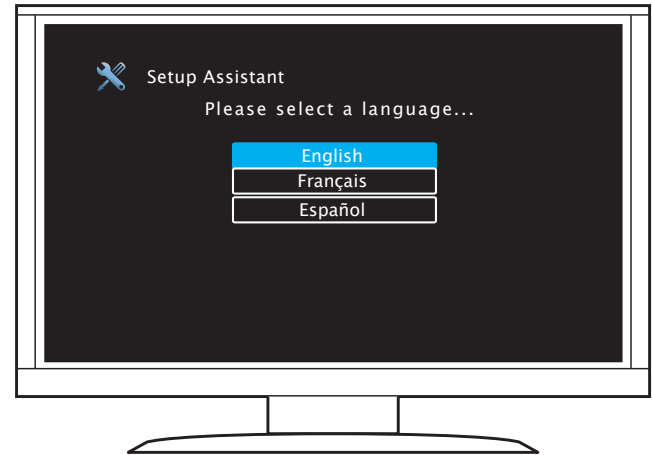 Setup Assistant
Please select a language...
English
Français
Español